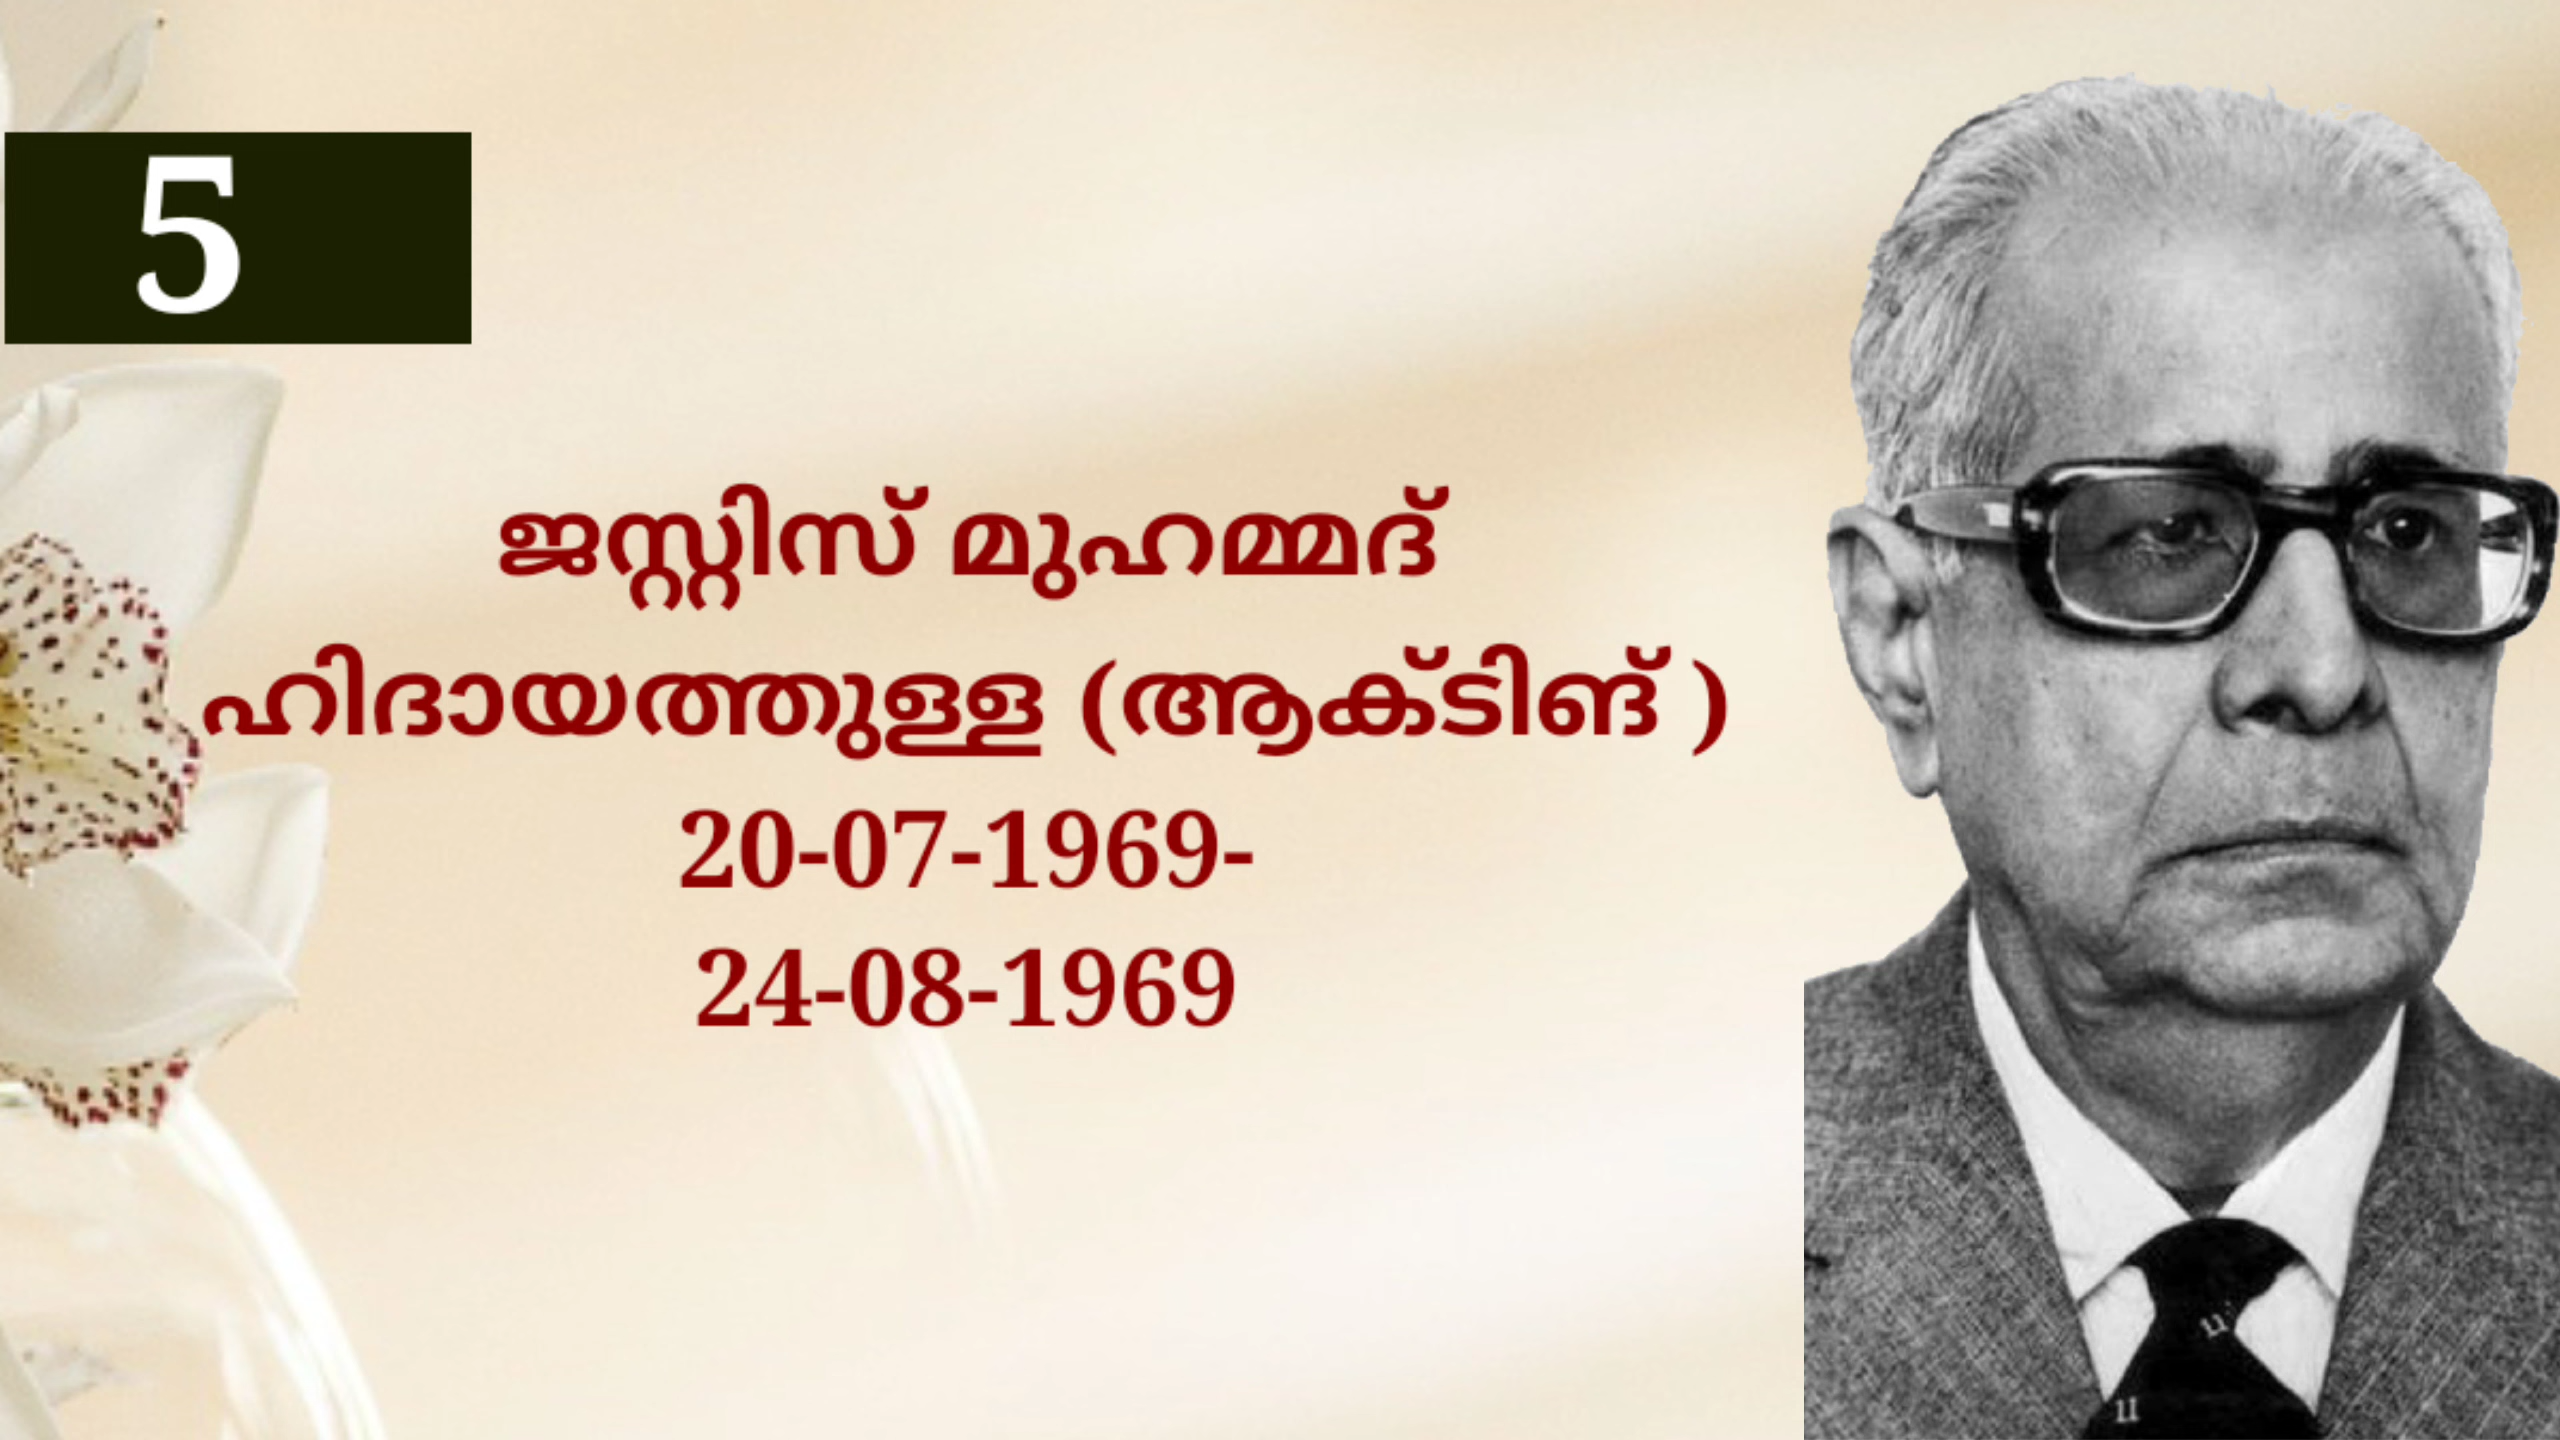 5
ജസ്റ്റിസ് മുഹമ്മദ്
ഹിദായത്തുള്ള (ആക്ടിങ് )
20-07-1969-
24-08-1969